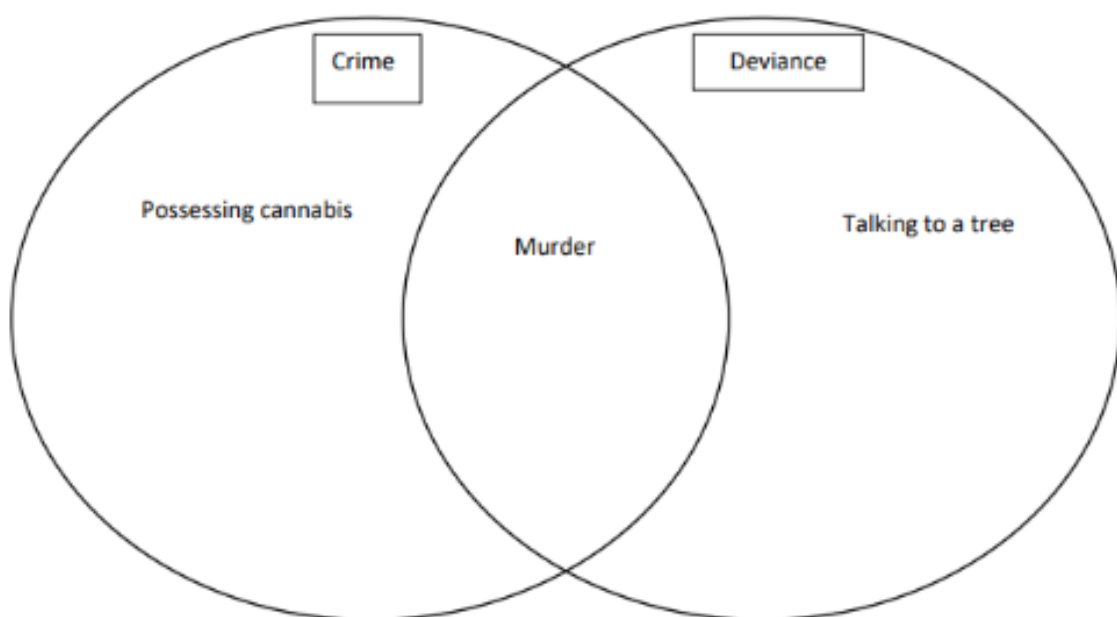 Crime
Deviance
Possessing cannabis
Murder
Talking to a tree